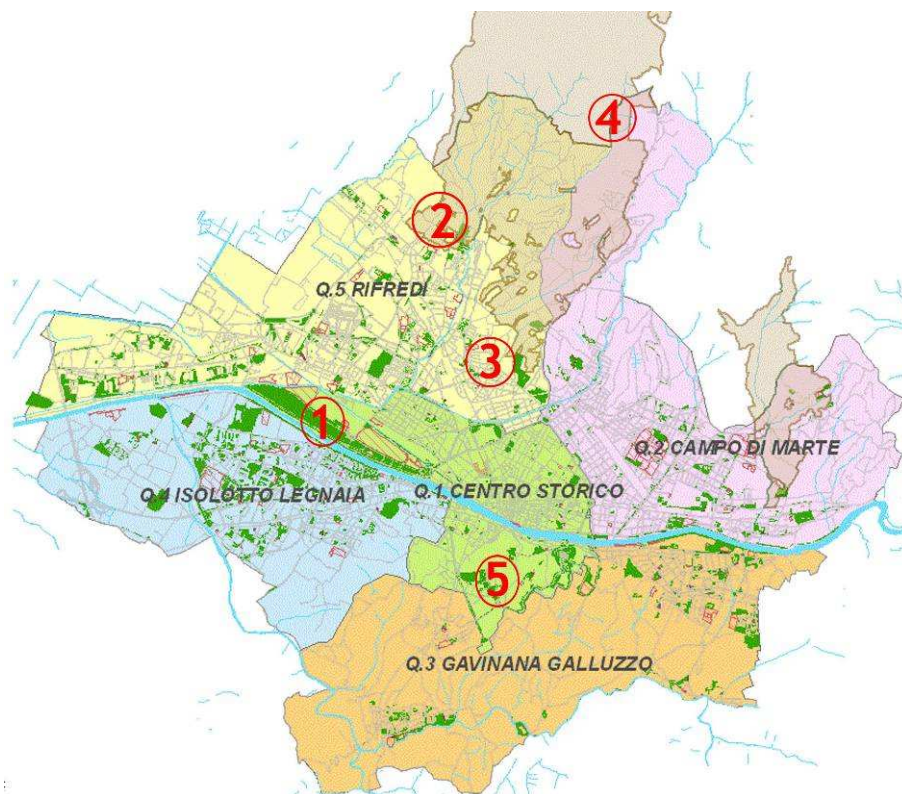 4
2
Q.5 RIFREDI
3
1
Q.2 CAMPO DI MARTE
Q.4 ISOLOTTO LEGNAIA
Q.1 CENTRO STORICO
5
Q.3 GAVINANA GALLUZZO